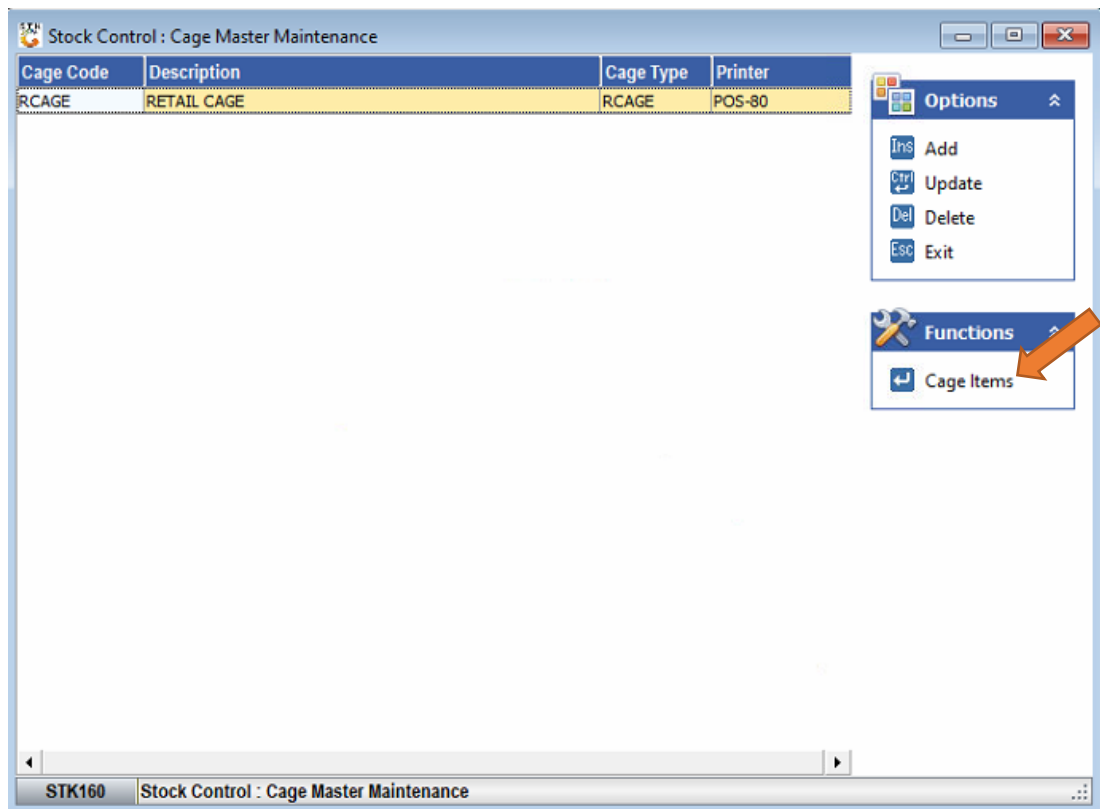 STK Stock Control : Cage Master Maintenance
Cage Code Description Cage Type Printer
RCAGE RETAIL CAGE RCAGE POS-80
Options
Ins Add
Ctrl Update
Del Delete
Esc Exit
Functions
Cage Items
STK160 Stock Control : Cage Master Maintenance